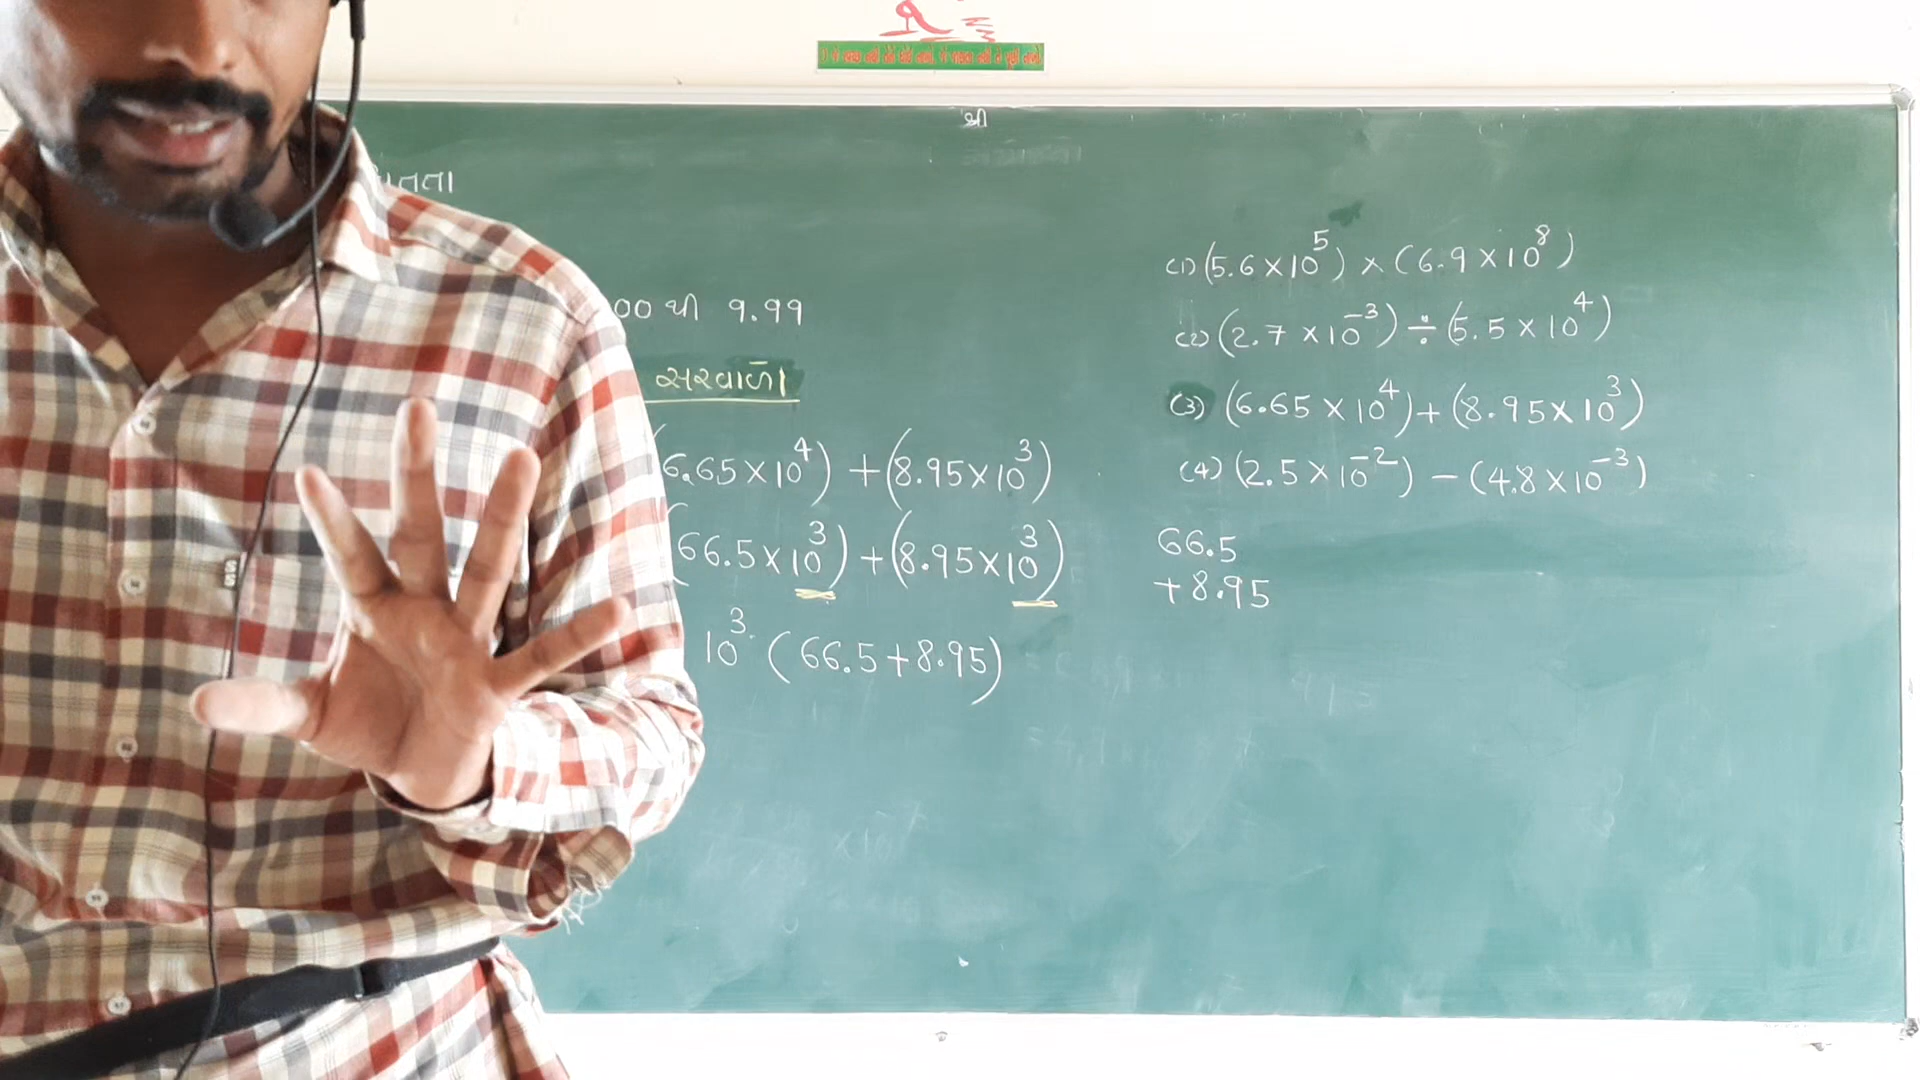 શ્રી
00 થી 9.99
સરવાળા
6.65×10⁴) + (8.95×10³)
(66.5×10³) + (8.95×10³)
10³ (66.5+8.95)
(1) (5.6×10⁵) × (6.9×10⁸)
(2) (2.7×10⁻³) ÷ (5.5×10⁴)
(3) (6.65×10⁴) + (8.95×10³)
(4) (2.5×10⁻²) − (4.8×10⁻³)
66.5
+8.95